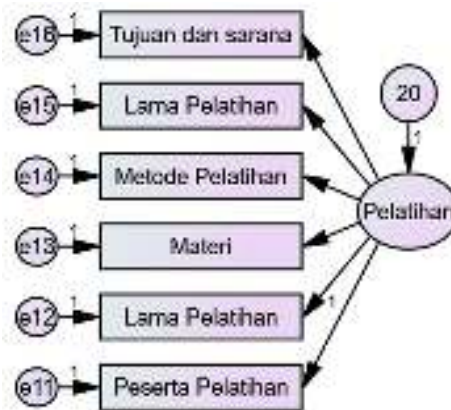 e16 1 Tujuan dan sarana
e15 1 Lama Pelatihan
20
1
e14 1 Metode Pelatihan
Pelatihan
e13 1 Materi
e12 1 Lama Pelatihan 1
e11 1 Peserta Pelatihan